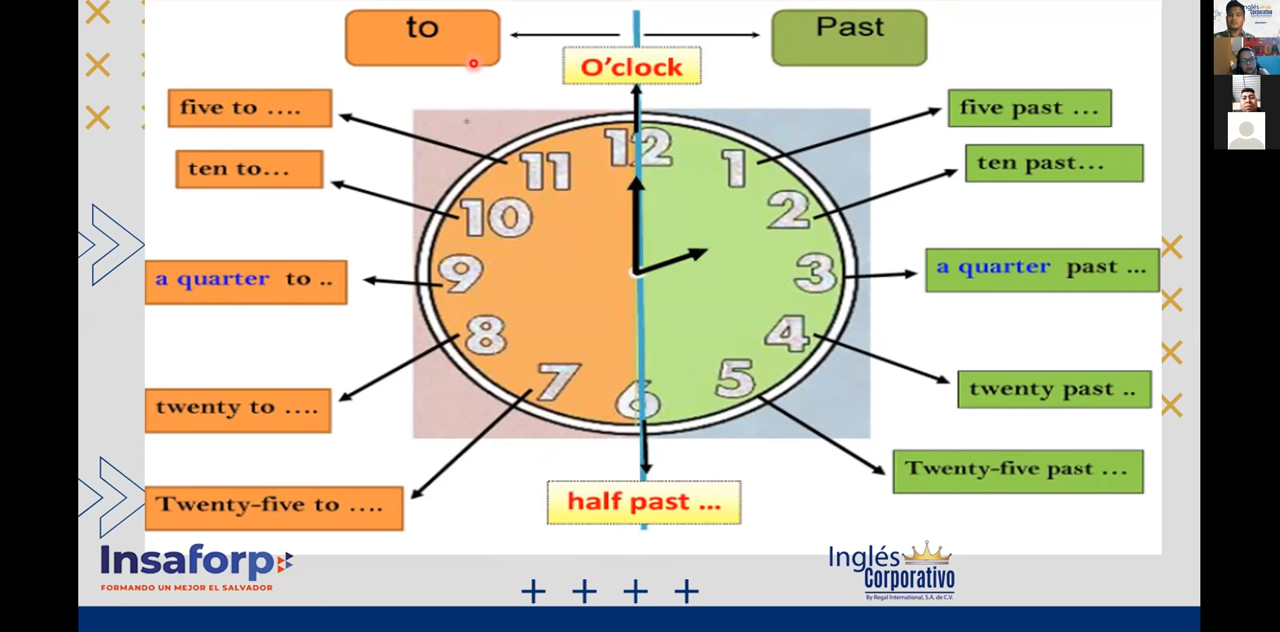 to
Past
O'clock
five to ....
five past ...
ten to...
ten past...
12
11
1
10
2
9
3
8
4
7
5
6
a quarter to ..
a quarter past ...
twenty to ....
twenty past ..
Twenty-five to ....
Twenty-five past ...
half past ...
Insaforp
FORMANDO UN MEJOR EL SALVADOR
Inglés
Corporativo
By Regal International, S.A. de C.V.
Inglés
Corporativo